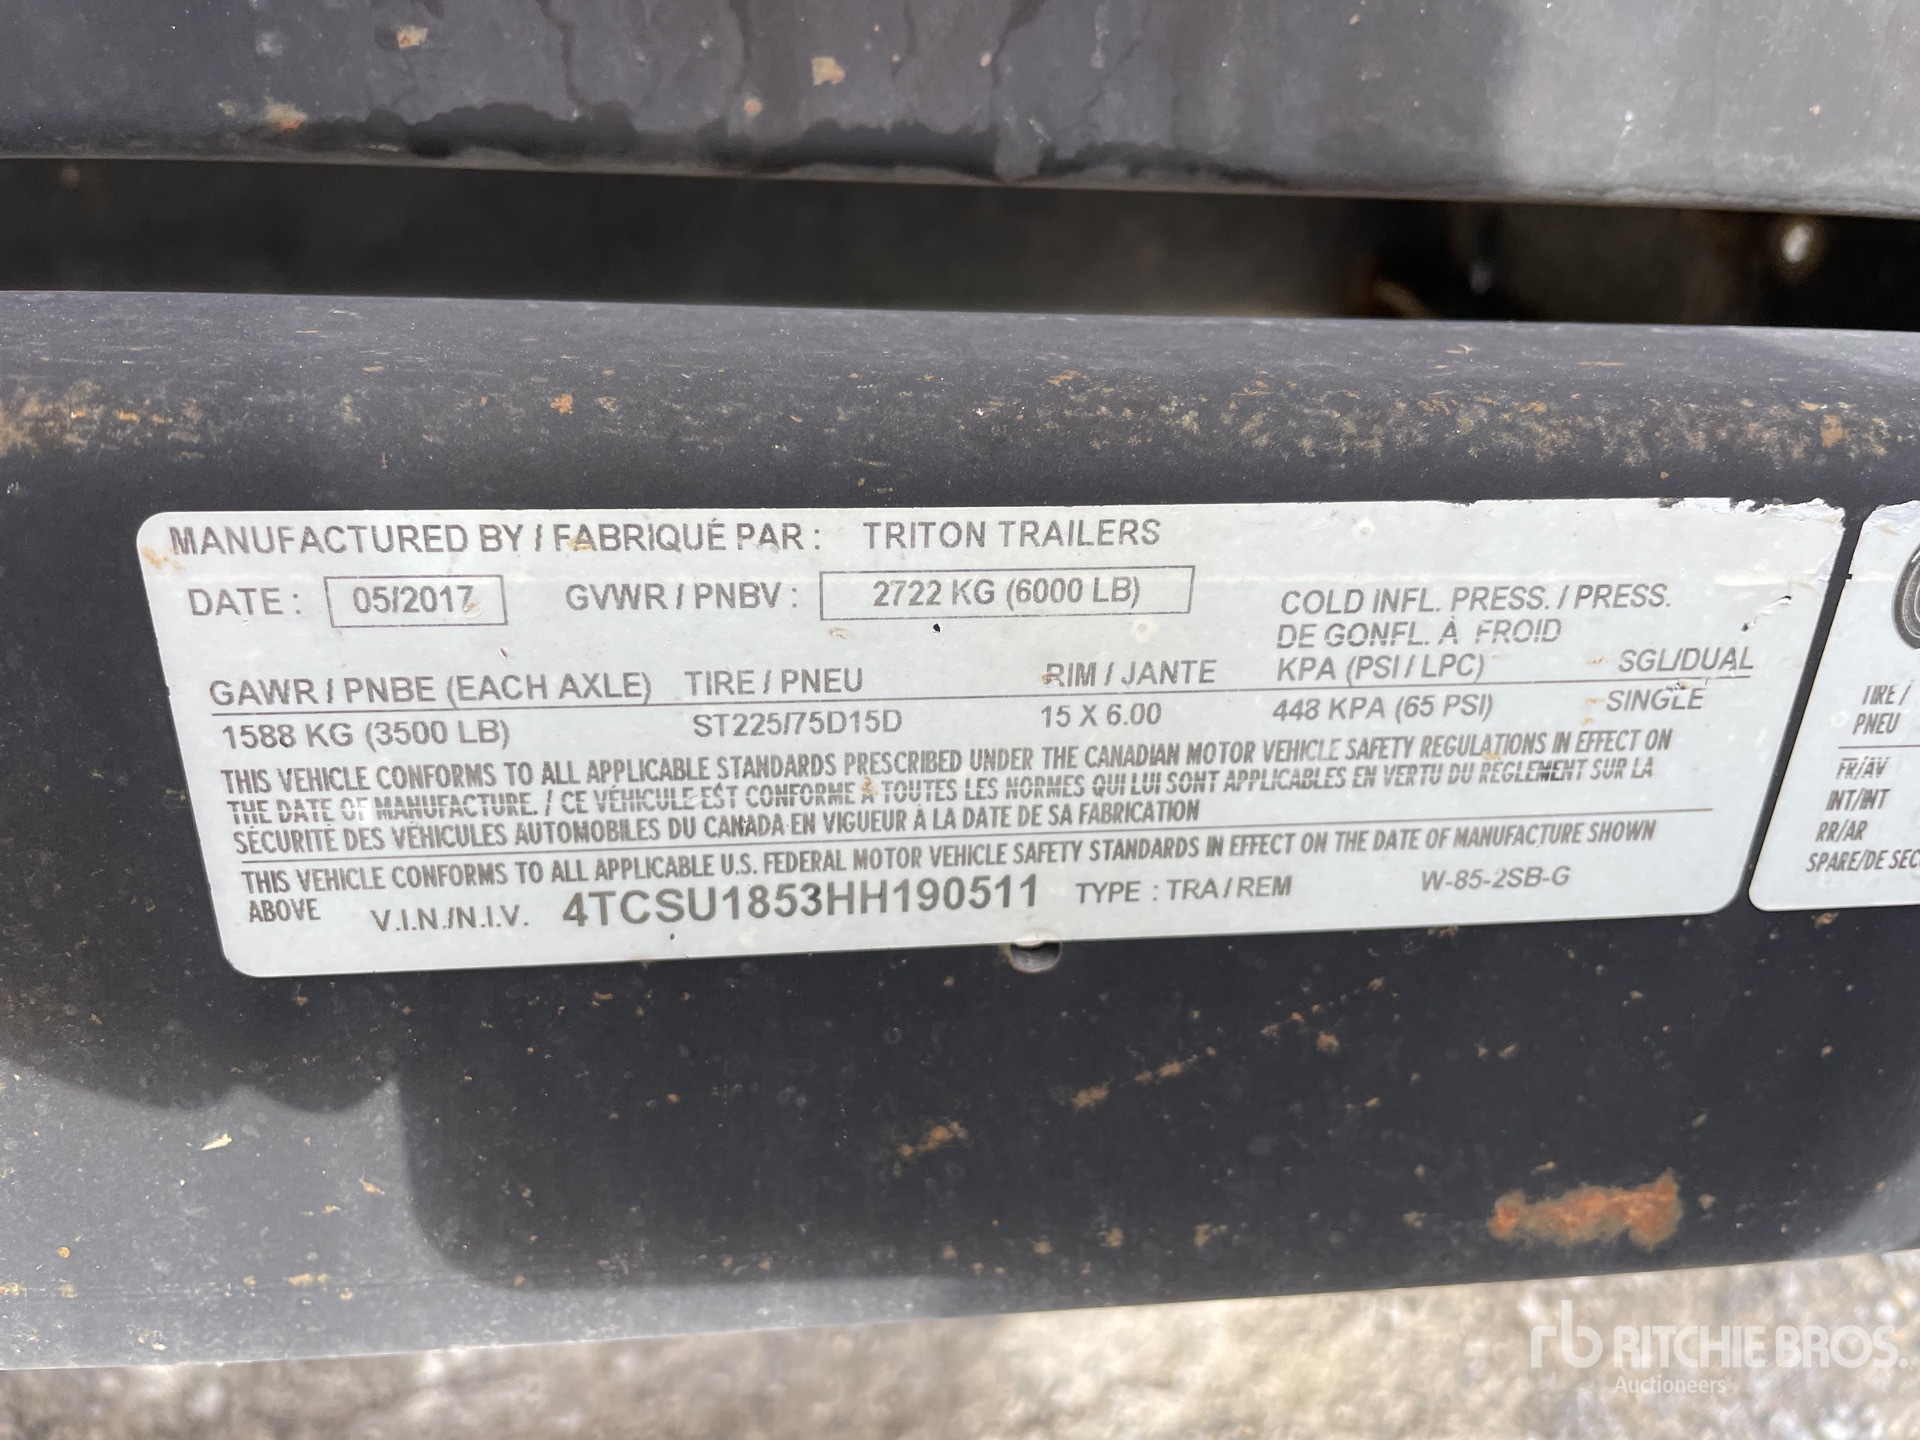 MANUFACTURED BY / FABRIQUÉ PAR : TRITON TRAILERS
DATE : 05/2017 GVWR / PNBV : 2722 KG (6000 LB)
COLD INFL. PRESS. / PRESS.
DE GONFL. À FROID
GAWR / PNBE (EACH AXLE) TIRE / PNEU RIM / JANTE KPA (PSI / LPC) SGL/DUAL
1588 KG (3500 LB) ST225/75D15D 15 X 6.00 448 KPA (65 PSI) SINGLE
THIS VEHICLE CONFORMS TO ALL APPLICABLE STANDARDS PRESCRIBED UNDER THE CANADIAN MOTOR VEHICLE SAFETY REGULATIONS IN EFFECT ON
THE DATE OF MANUFACTURE. / CE VÉHICULE EST CONFORME À TOUTES LES NORMES QUI LUI SONT APPLICABLES EN VERTU DU RÈGLEMENT SUR LA
SÉCURITÉ DES VÉHICULES AUTOMOBILES DU CANADA EN VIGUEUR À LA DATE DE SA FABRICATION
THIS VEHICLE CONFORMS TO ALL APPLICABLE U.S. FEDERAL MOTOR VEHICLE SAFETY STANDARDS IN EFFECT ON THE DATE OF MANUFACTURE SHOWN
ABOVE V.I.N./N.I.V. 4TCSU1853HH190511 TYPE : TRA / REM W-85-2SB-G
TIRE /
PNEU
FR/AV
INT/INT
RR/AR
SPARE/DE SEC
rb RITCHIE BROS.
Auctioneers